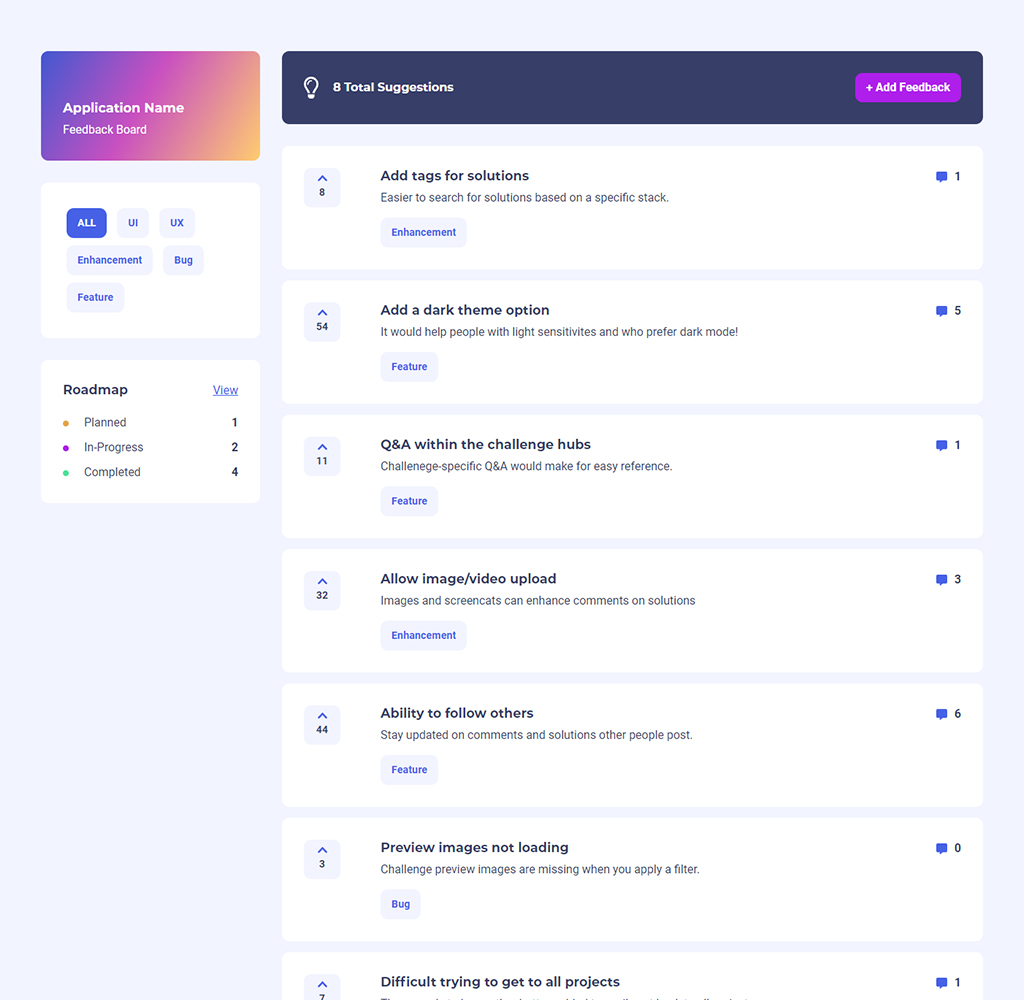 Application Name
Feedback Board
ALL UI UX
Enhancement Bug
Feature
Roadmap View
Planned 1
In-Progress 2
Completed 4
8 Total Suggestions + Add Feedback
8
Add tags for solutions 1
Easier to search for solutions based on a specific stack.
Enhancement
54
Add a dark theme option 5
It would help people with light sensitivites and who prefer dark mode!
Feature
11
Q&A within the challenge hubs 1
Challenege-specific Q&A would make for easy reference.
Feature
32
Allow image/video upload 3
Images and screencats can enhance comments on solutions
Enhancement
44
Ability to follow others 6
Stay updated on comments and solutions other people post.
Feature
3
Preview images not loading 0
Challenge preview images are missing when you apply a filter.
Bug
7
Difficult trying to get to all projects 1